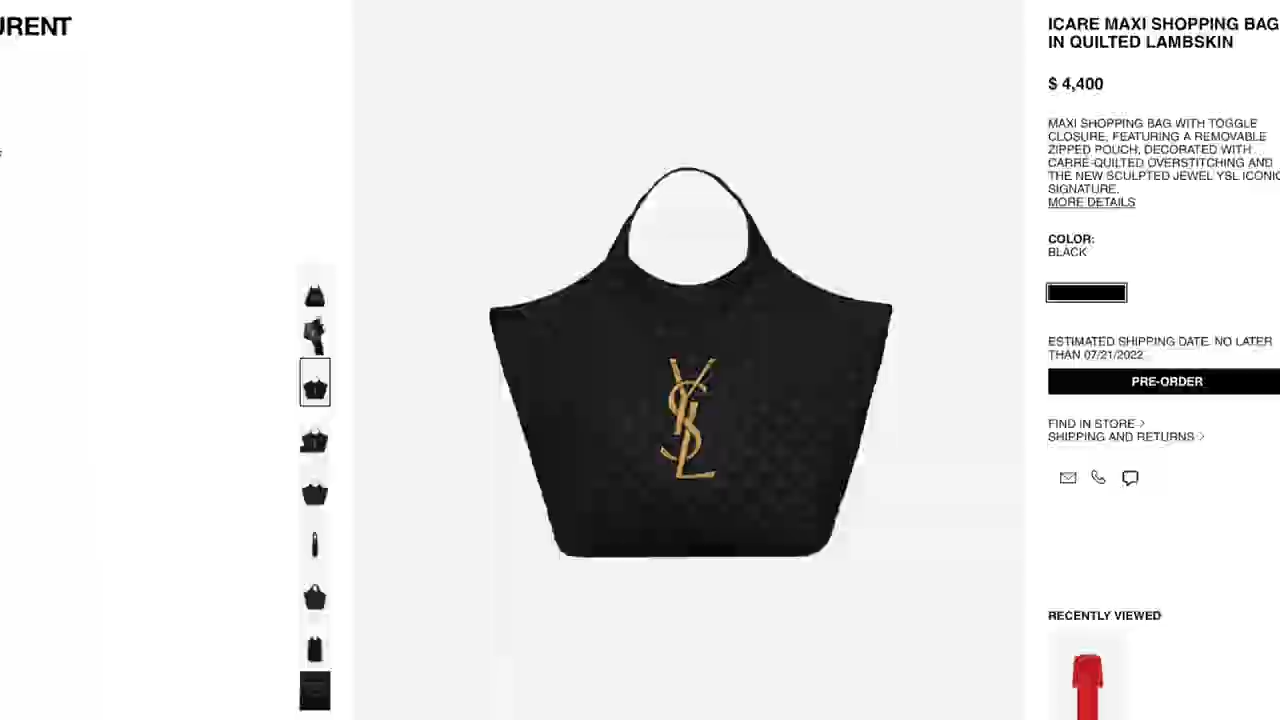 URENT
ICARE MAXI SHOPPING BAG
IN QUILTED LAMBSKIN
$ 4,400
MAXI SHOPPING BAG WITH TOGGLE
CLOSURE, FEATURING A REMOVABLE
ZIPPED POUCH, DECORATED WITH
CARRÉ-QUILTED OVERSTITCHING AND
THE NEW SCULPTED JEWEL YSL ICONIC
SIGNATURE.
MORE DETAILS
COLOR:
BLACK
YSL
ESTIMATED SHIPPING DATE: NO LATER
THAN 07/21/2022
PRE-ORDER
FIND IN STORE
SHIPPING AND RETURNS
RECENTLY VIEWED